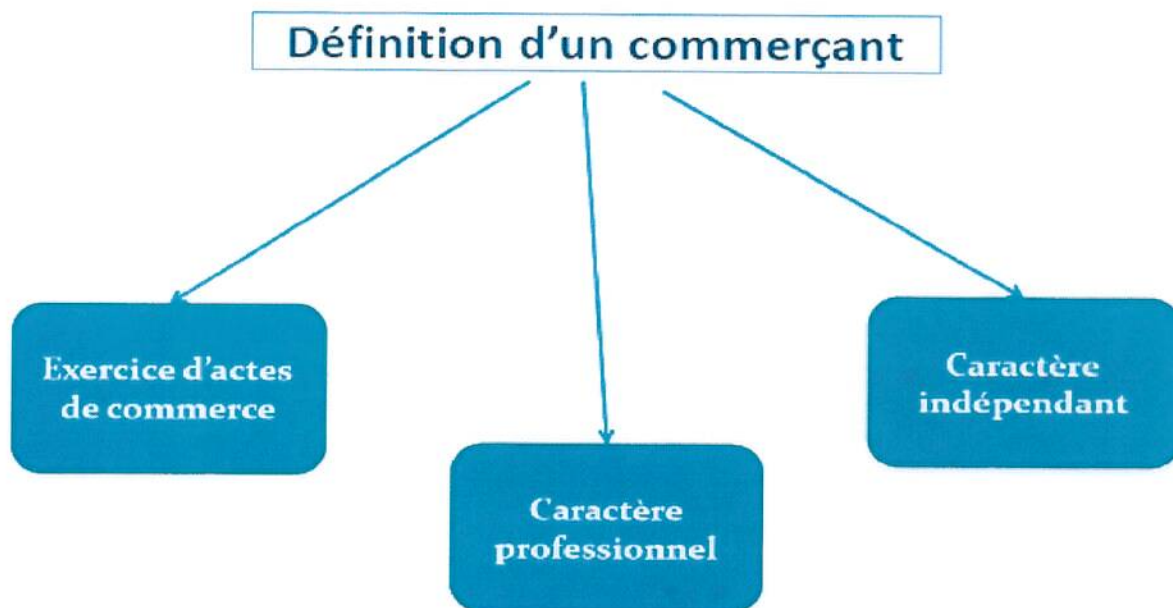 Définition d'un commerçant
Exercice d'actes
de commerce
Caractère
professionnel
Caractère
indépendant